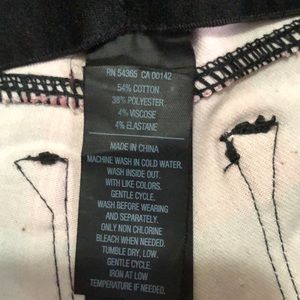 RN 54365 CA 00142
54% COTTON
38% POLYESTER
4% VISCOSE
4% ELASTANE
MADE IN CHINA
MACHINE WASH IN COLD WATER.
WASH INSIDE OUT.
WITH LIKE COLORS.
GENTLE CYCLE.
WASH BEFORE WEARING
AND SEPARATELY.
ONLY NON CHLORINE
BLEACH WHEN NEEDED.
TUMBLE DRY, LOW.
GENTLE CYCLE.
IRON AT LOW
TEMPERATURE IF NEEDED.